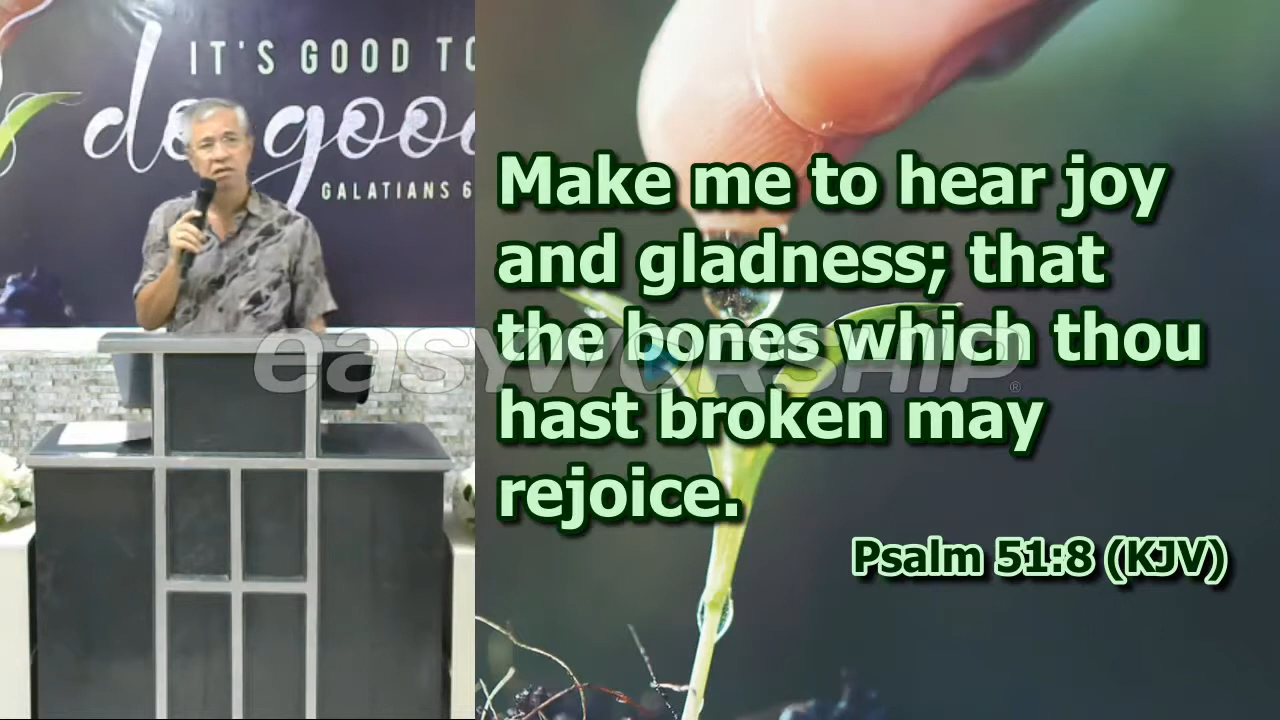 IT'S GOOD TO
do good
GALATIANS 6
Make me to hear joy
and gladness; that
the bones which thou
hast broken may
rejoice.
Psalm 51:8 (KJV)
easyworship®